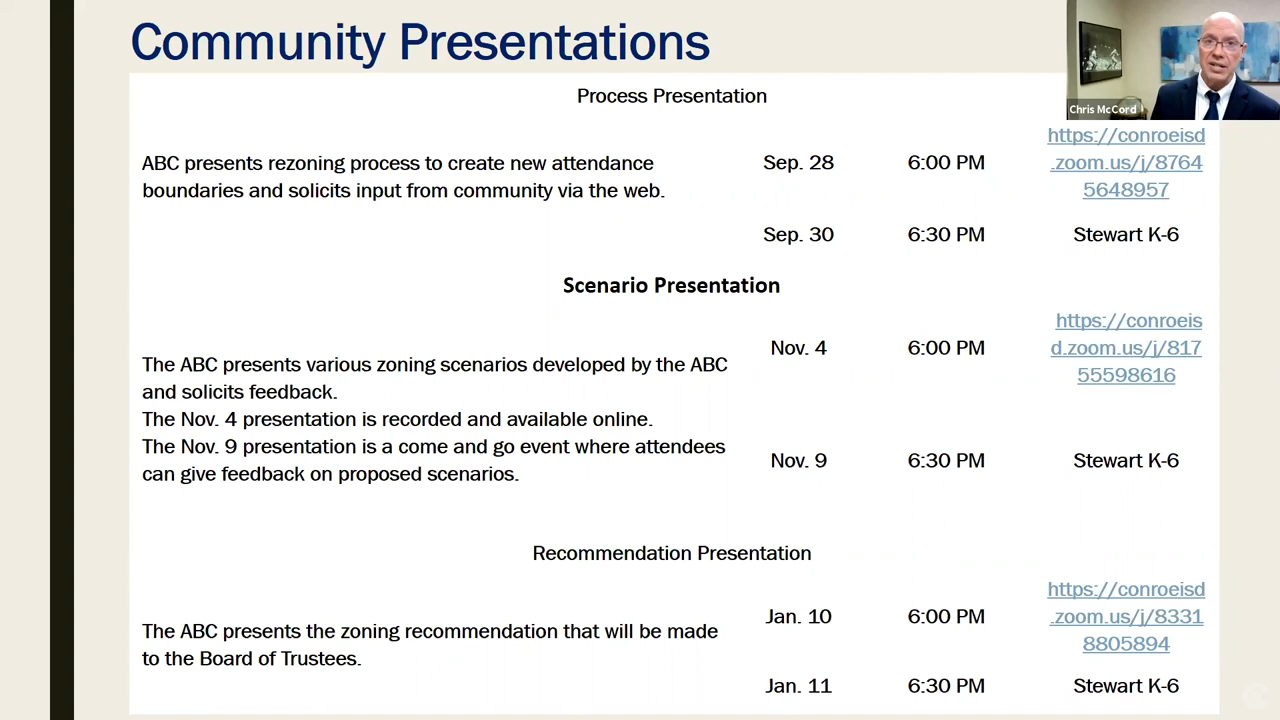 Community Presentations
Chris McCord
Process Presentation
ABC presents rezoning process to create new attendance
boundaries and solicits input from community via the web.
Sep. 28
6:00 PM
https://conroeisd
.zoom.us/j/8764
5648957
Sep. 30
6:30 PM
Stewart K-6
Scenario Presentation
The ABC presents various zoning scenarios developed by the ABC
and solicits feedback.
The Nov. 4 presentation is recorded and available online.
The Nov. 9 presentation is a come and go event where attendees
can give feedback on proposed scenarios.
Nov. 4
6:00 PM
https://conroeis
d.zoom.us/j/817
55598616
Nov. 9
6:30 PM
Stewart K-6
Recommendation Presentation
The ABC presents the zoning recommendation that will be made
to the Board of Trustees.
Jan. 10
6:00 PM
https://conroeisd
.zoom.us/j/8331
8805894
Jan. 11
6:30 PM
Stewart K-6